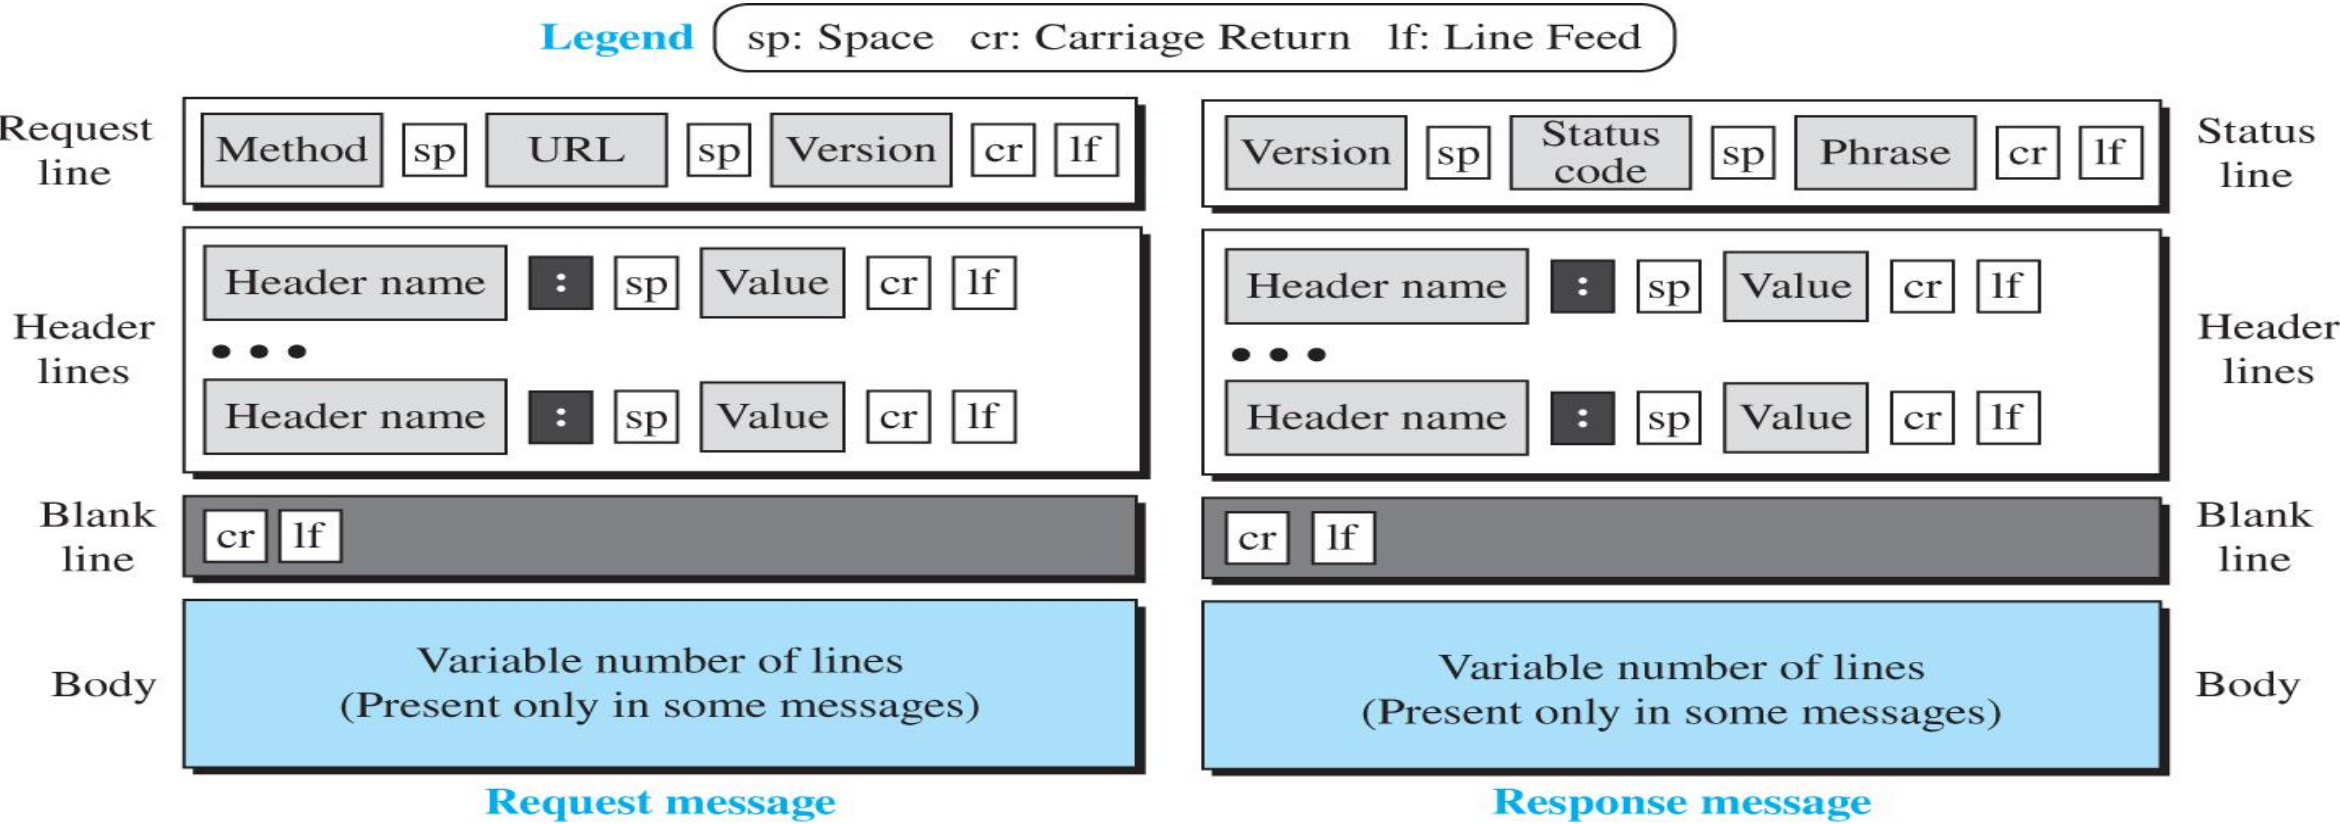 Legend sp: Space cr: Carriage Return lf: Line Feed
Request line
Method sp URL sp Version cr lf
Header lines
Header name : sp Value cr lf
• • •
Header name : sp Value cr lf
Blank line
cr lf
Body
Variable number of lines
(Present only in some messages)
Request message
Version sp Status code sp Phrase cr lf
Status line
Header name : sp Value cr lf
• • •
Header name : sp Value cr lf
Header lines
cr lf
Blank line
Variable number of lines
(Present only in some messages)
Body
Response message